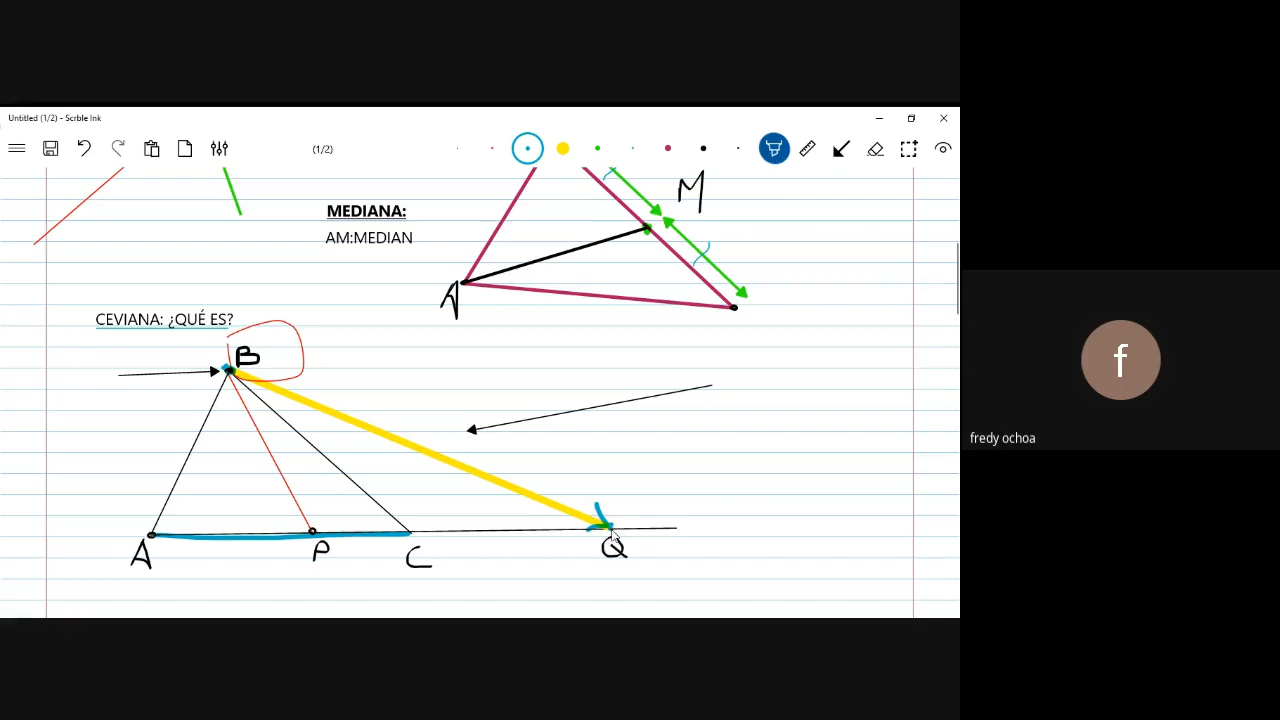 Untitled (1/2) - Scrble Ink
(1/2)
M
MEDIANA:
AM:MEDIAN
A
CEVIANA: ¿QUÉ ES?
B
f
fredy ochoa
A
P
C
Q